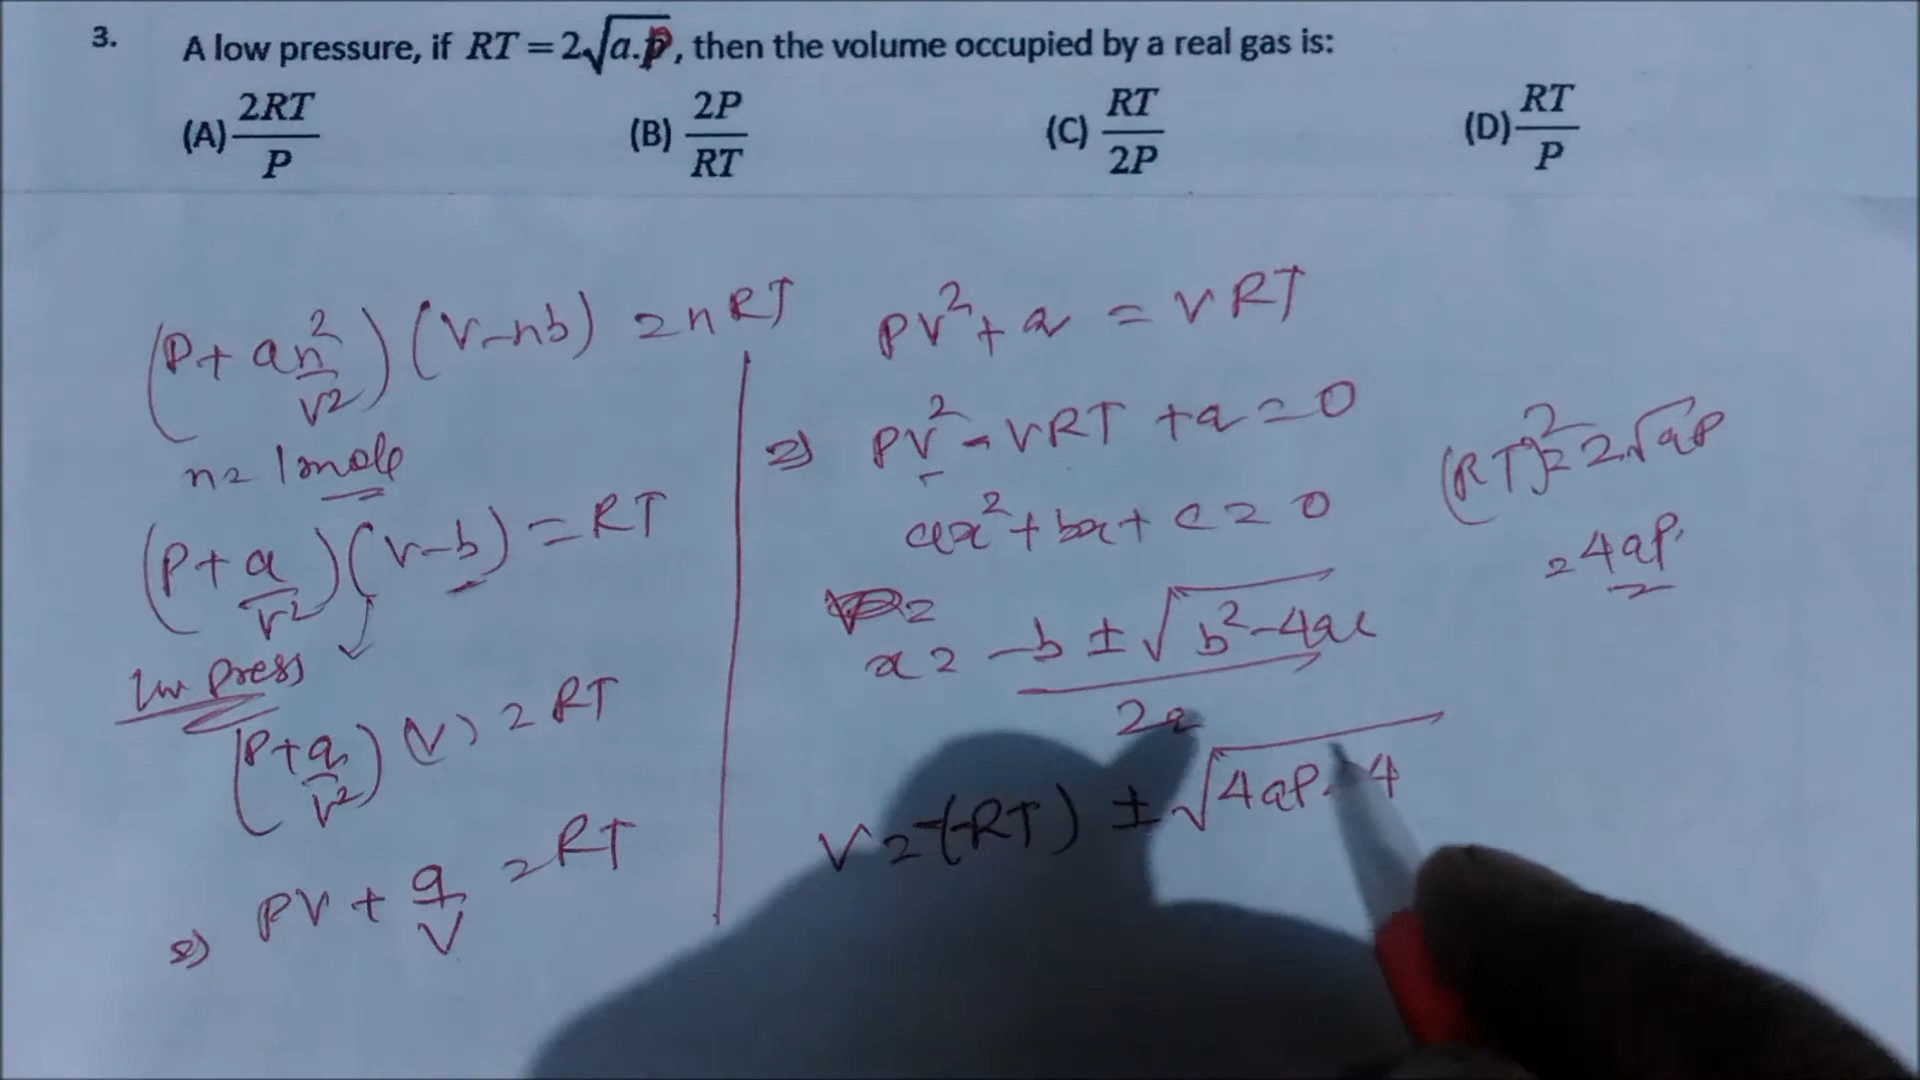 3. A low pressure, if RT = 2√a.p, then the volume occupied by a real gas is:
(A) 2RT/P (B) 2P/RT (C) RT/2P (D) RT/P
(P + an²/V²) (V-nb) = nRT
n = 1 mole
(P + a/V²) (V-b) = RT
Low Press
(P + a/V²) (V) = RT
⇒ PV + a/V = RT
PV² + a = VRT
⇒ PV² - VRT + a = 0
ax² + bx + c = 0
x = -b ± √b²-4ac / 2a
V = -(-RT) ± √4aP - 4
(RT)² = 2√aP
= 4aP